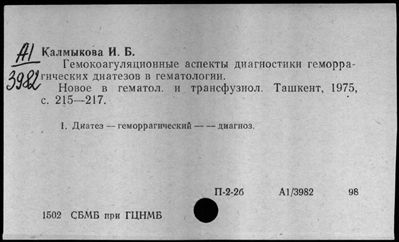 А1
3982
Калмыкова И. Б.
Гемокоагуляционные аспекты диагностики геморра-
гических диатезов в гематологии.
Новое в гематол. и трансфузиол. Ташкент, 1975,
с. 215—217.
1. Диатез — геморрагический — — диагноз.
П-2-26 А1/3982 98
1502 СБМБ при ГЦНМБ